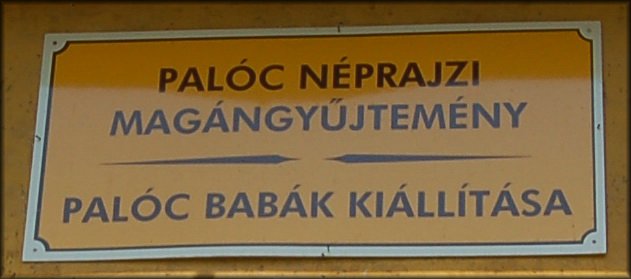 PALÓC NÉPRAJZI
MAGÁNGYŰJTEMÉNY
PALÓC BABÁK KIÁLLÍTÁSA